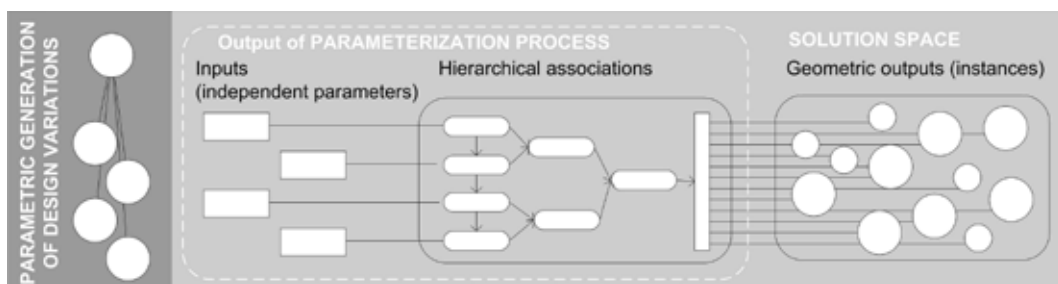 PARAMETRIC GENERATION
OF DESIGN VARIATIONS
Output of PARAMETERIZATION PROCESS
Inputs
(independent parameters)
Hierarchical associations
SOLUTION SPACE
Geometric outputs (instances)